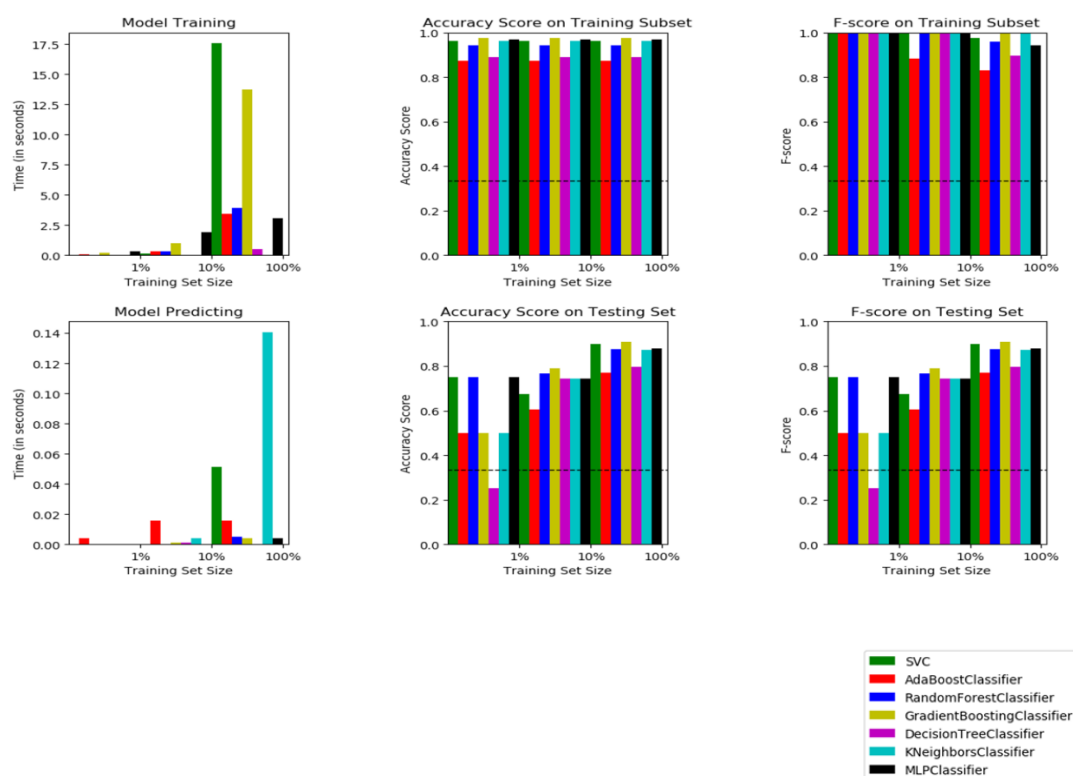 Model Training
Time (in seconds)
17.5
15.0
12.5
10.0
7.5
5.0
2.5
0.0
1%
10%
100%
Training Set Size
Accuracy Score on Training Subset
Accuracy Score
1.0
0.8
0.6
0.4
0.2
0.0
1%
10%
100%
Training Set Size
F-score on Training Subset
F-score
1.0
0.8
0.6
0.4
0.2
0.0
1%
10%
100%
Training Set Size
Model Predicting
Time (in seconds)
0.14
0.12
0.10
0.08
0.06
0.04
0.02
0.00
1%
10%
100%
Training Set Size
Accuracy Score on Testing Set
Accuracy Score
1.0
0.8
0.6
0.4
0.2
0.0
1%
10%
100%
Training Set Size
F-score on Testing Set
F-score
1.0
0.8
0.6
0.4
0.2
0.0
1%
10%
100%
Training Set Size
SVC
AdaBoostClassifier
RandomForestClassifier
GradientBoostingClassifier
DecisionTreeClassifier
KNeighborsClassifier
MLPClassifier